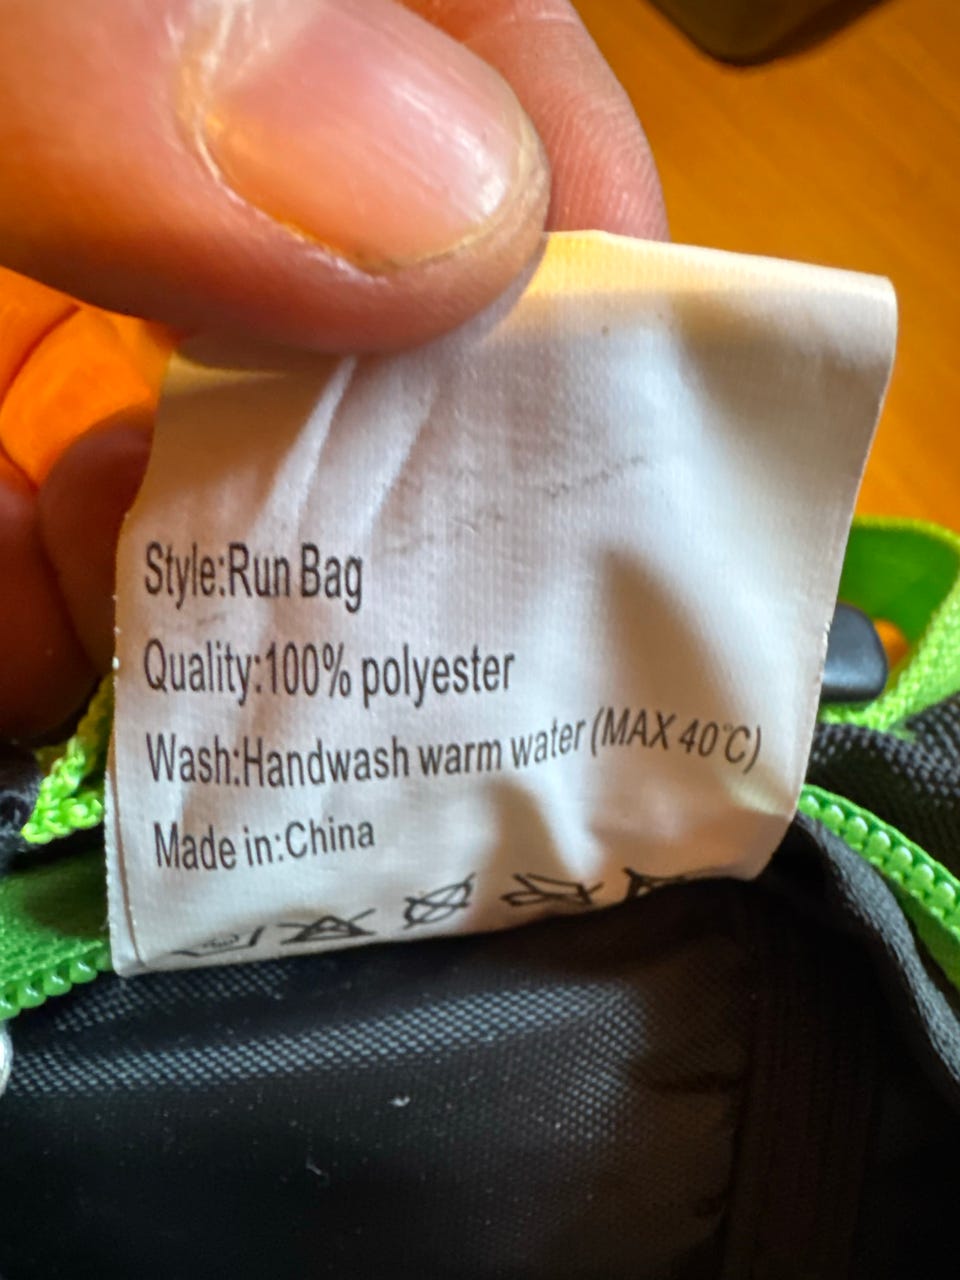 Style:Run Bag
Quality:100% polyester
Wash:Handwash warm water (MAX 40°C)
Made in:China